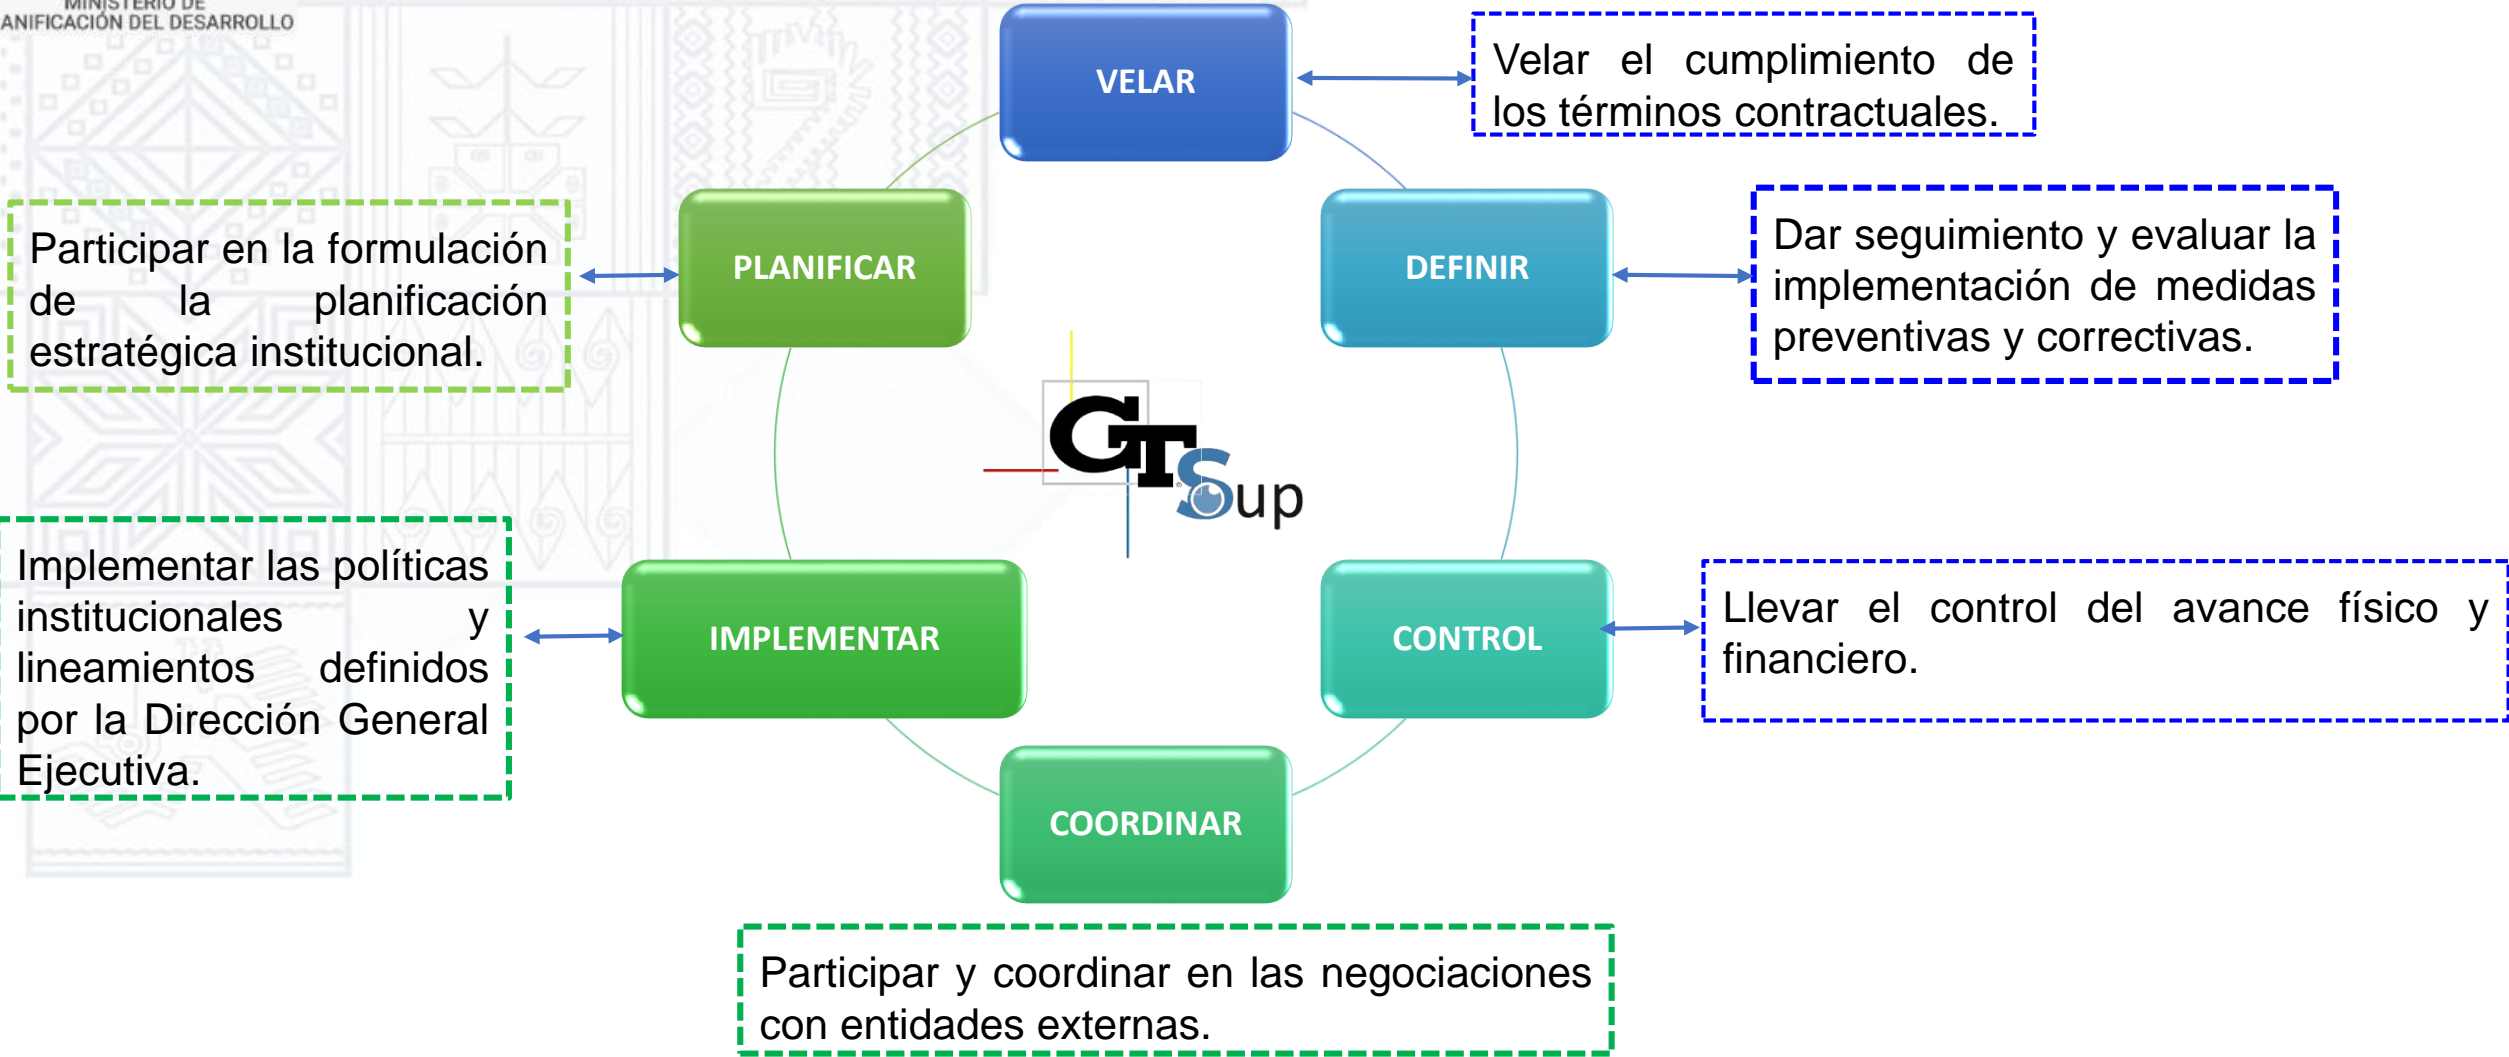 MINISTERIO DE
ANIFICACIÓN DEL DESARROLLO
VELAR
Velar el cumplimiento de
los términos contractuales.
PLANIFICAR
Participar en la formulación
de la planificación
estratégica institucional.
DEFINIR
Dar seguimiento y evaluar la
implementación de medidas
preventivas y correctivas.
GT
Sup
IMPLEMENTAR
Implementar las políticas
institucionales y
lineamientos definidos
por la Dirección General
Ejecutiva.
CONTROL
Llevar el control del avance físico y
financiero.
COORDINAR
Participar y coordinar en las negociaciones
con entidades externas.